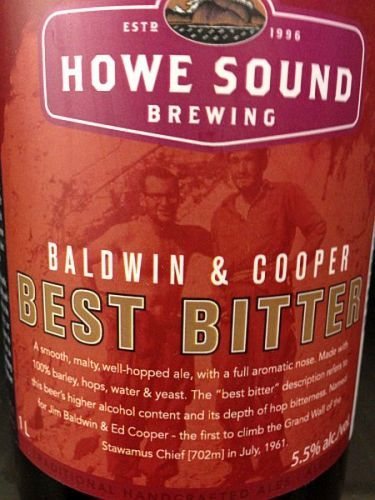 ESTD 1996
HOWE SOUND
BREWING
BALDWIN & COOPER
BEST BITTER
A smooth, malty, well-hopped ale, with a full aromatic nose. Made with
100% barley, hops, water & yeast. The "best bitter" description refers to
this beer's higher alcohol content and its depth of hop bitterness. Named
for Jim Baldwin & Ed Cooper - the first to climb the Grand Wall of the
Stawamus Chief [702m] in July, 1961.
1L
5.5% alc/vol
TRADITIONAL HANDCRAFTED ALES